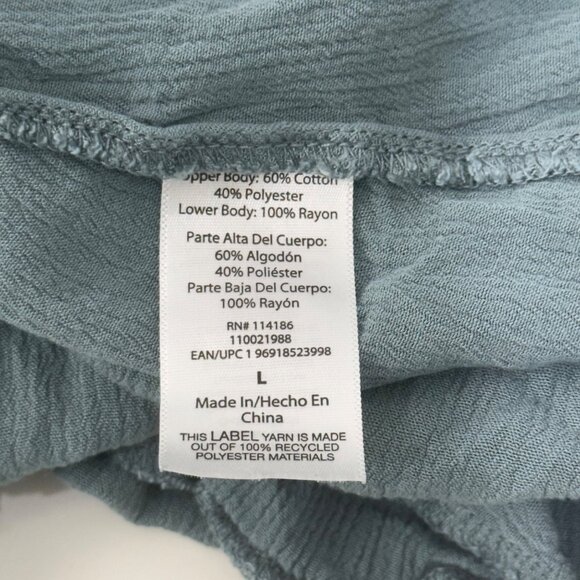 Upper Body: 60% Cotton
40% Polyester
Lower Body: 100% Rayon
Parte Alta Del Cuerpo:
60% Algodón
40% Poliéster
Parte Baja Del Cuerpo:
100% Rayón
RN# 114186
110021988
EAN/UPC 1 96918523998
L
Made In/Hecho En
China
THIS LABEL YARN IS MADE
OUT OF 100% RECYCLED
POLYESTER MATERIALS